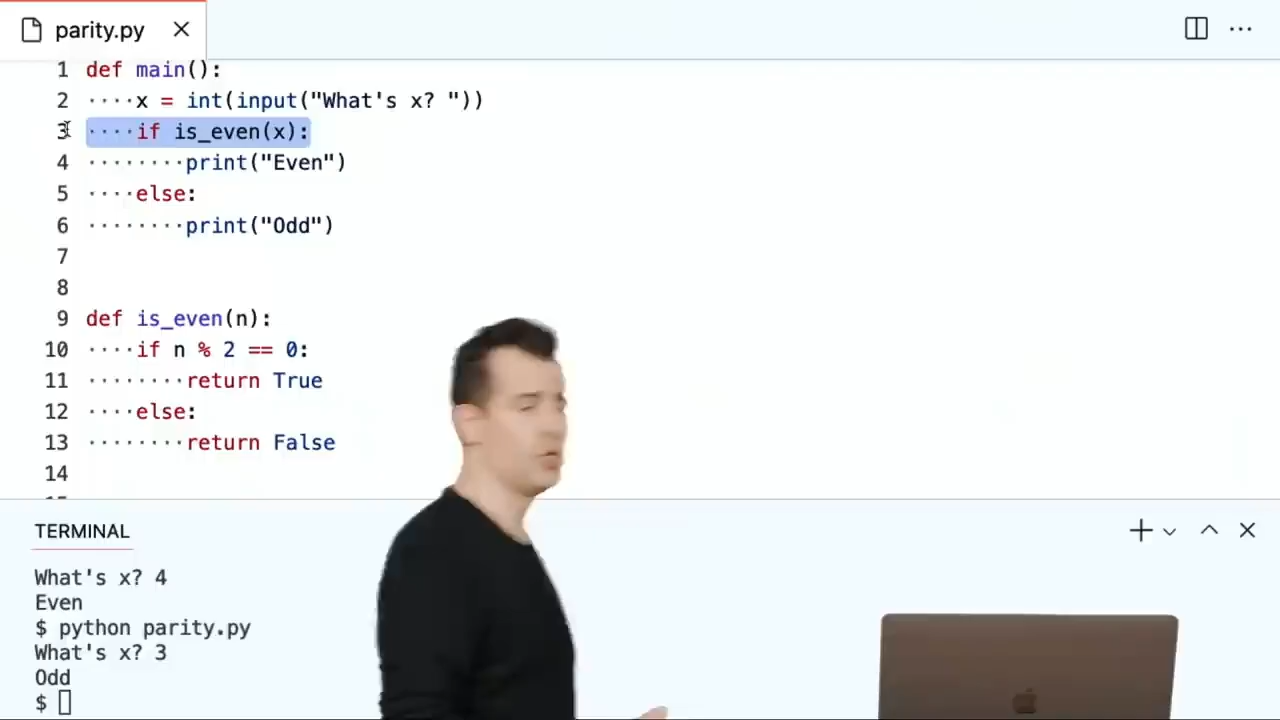 parity.py
1 def main():
2 ····x = int(input("What's x? "))
3 ····if is_even(x):
4 ········print("Even")
5 ····else:
6 ········print("Odd")
7
8
9 def is_even(n):
10 ····if n % 2 == 0:
11 ········return True
12 ····else:
13 ········return False
14
TERMINAL
What's x? 4
Even
$ python parity.py
What's x? 3
Odd
$